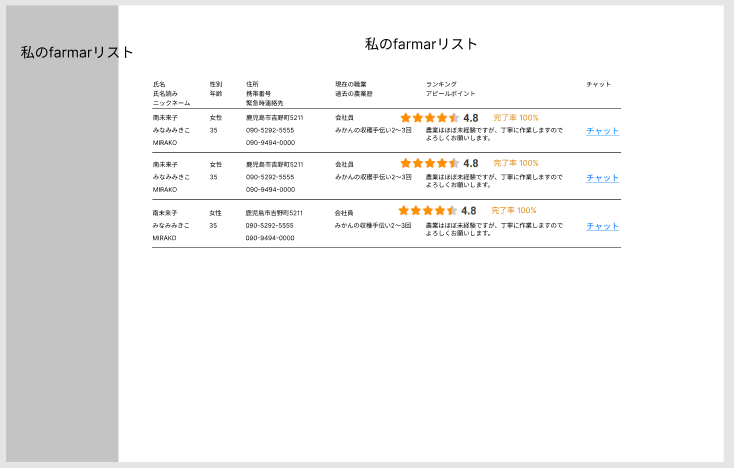 私のfarmarリスト
私のfarmarリスト
氏名 性別 住所 現在の職業 ランキング チャット
氏名読み 年齢 携帯番号 過去の農業歴 アピールポイント
ニックネーム 緊急時連絡先
南未来子 女性 鹿児島市吉野町5211 会社員 4.8 完了率 100%
みなみみきこ 35 090-5292-5555 みかんの収穫手伝い2〜3回 農業はほぼ未経験ですが、丁寧に作業しますので チャット
よろしくお願いします。
MIRAKO 090-9494-0000
南未来子 女性 鹿児島市吉野町5211 会社員 4.8 完了率 100%
みなみみきこ 35 090-5292-5555 みかんの収穫手伝い2〜3回 農業はほぼ未経験ですが、丁寧に作業しますので チャット
よろしくお願いします。
MIRAKO 090-9494-0000
南未来子 女性 鹿児島市吉野町5211 会社員 4.8 完了率 100%
みなみみきこ 35 090-5292-5555 みかんの収穫手伝い2〜3回 農業はほぼ未経験ですが、丁寧に作業しますので チャット
よろしくお願いします。
MIRAKO 090-9494-0000